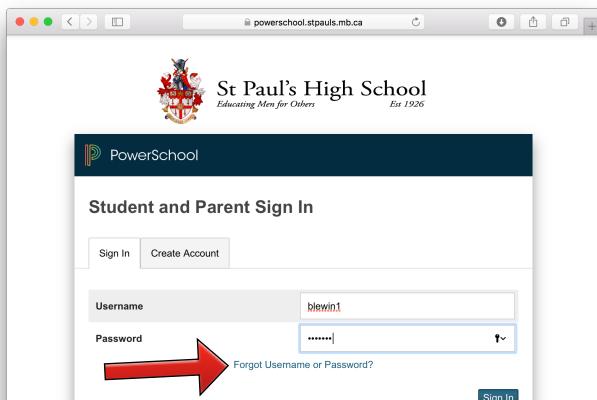 powerschool.stpauls.mb.ca
St Paul's High School
Educating Men for Others Est 1926
PowerSchool
Student and Parent Sign In
Sign In Create Account
Username blewin1
Password •••••••
Forgot Username or Password?
Sign In